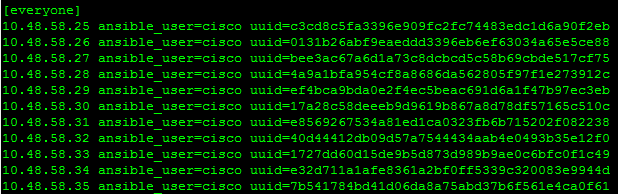 [everyone]
10.48.58.25 ansible_user=cisco uuid=c3cd8c5fa3396e909fc2fc74483edc1d6a90f2eb
10.48.58.26 ansible_user=cisco uuid=0131b26abf9eaeddd3396eb6ef63034a65e5ce88
10.48.58.27 ansible_user=cisco uuid=bee3ac67a6d1a73c8dcbcd5c58b69cbde517cf75
10.48.58.28 ansible_user=cisco uuid=4a9a1bfa954cf8a8686da562805f97f1e273912c
10.48.58.29 ansible_user=cisco uuid=ef4bca9bda0e2f4ec5beac691d6a1f47b97ec3eb
10.48.58.30 ansible_user=cisco uuid=17a28c58deeeb9d9619b867a8d78df57165c510c
10.48.58.31 ansible_user=cisco uuid=e8569267534a81ed1ca0323fb6b715202f082238
10.48.58.32 ansible_user=cisco uuid=40d44412db09d57a7544434aab4e0493b35e12f0
10.48.58.33 ansible_user=cisco uuid=1727dd60d15de9b5d873d989b9ae0c6bfc0f1c49
10.48.58.34 ansible_user=cisco uuid=e32d711a1afe8361a2bf0ff5339c320083e9944d
10.48.58.35 ansible_user=cisco uuid=7b541784bd41d06da8a75abd37b6f561e4ca0f61